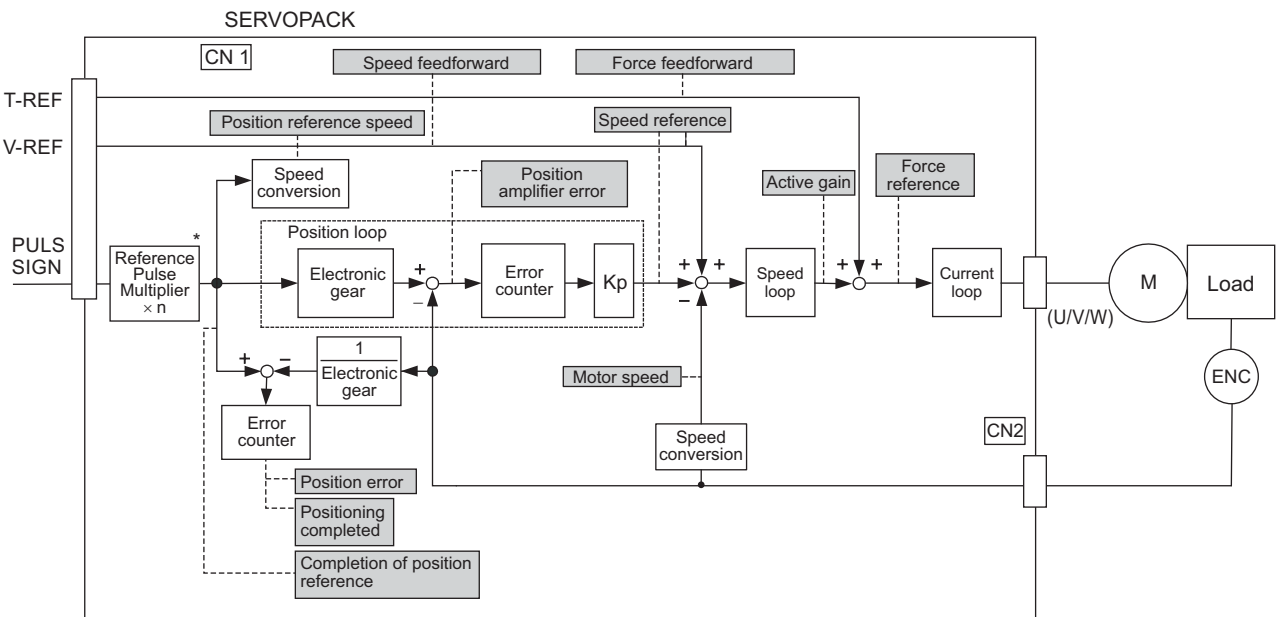 SERVOPACK
CN 1
Speed feedforward
Force feedforward
T-REF
Position reference speed
Speed reference
V-REF
Speed
conversion
Position
amplifier error
Active gain
Force
reference
PULS
SIGN
*
Reference
Pulse
Multiplier
× n
Position loop
Electronic
gear
+
−
Error
counter
Kp
+
+
−
+
Speed
loop
+
+
Current
loop
(U/V/W)
M
Load
+
−
1
Electronic
gear
Motor speed
ENC
Error
counter
Speed
conversion
CN2
Position error
Positioning
completed
Completion of position
reference